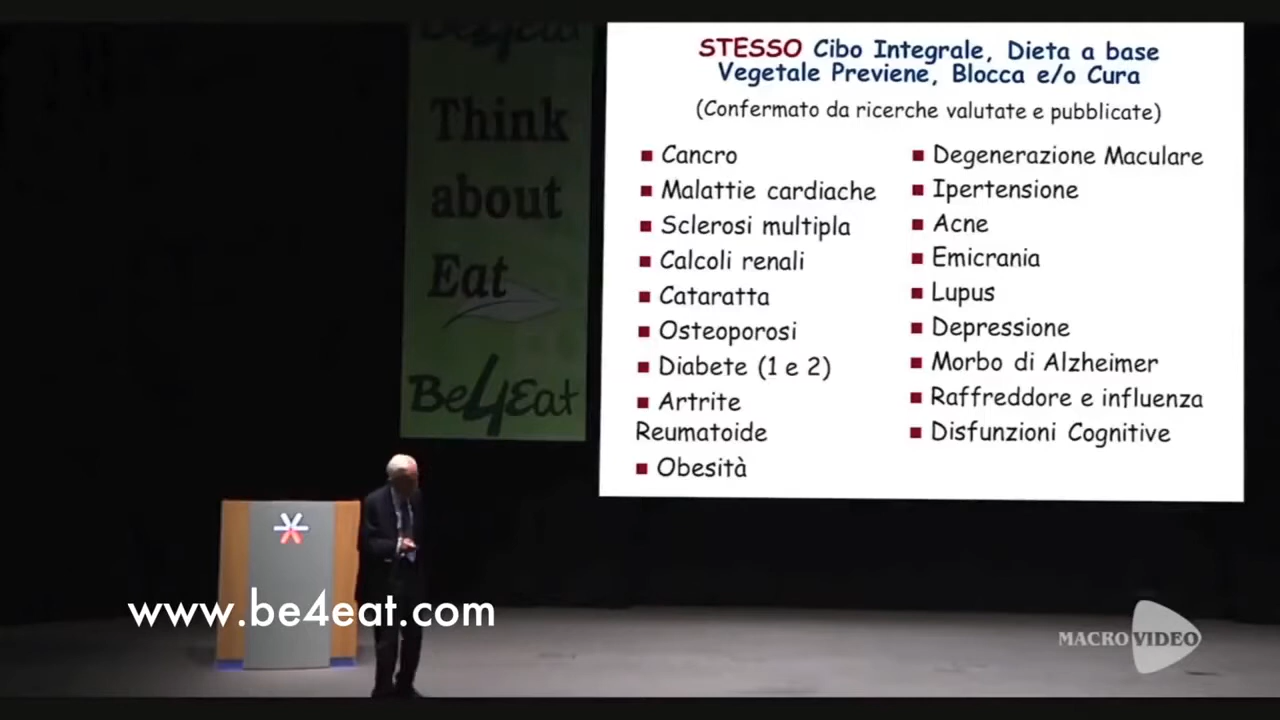 Be4Eat
Think
about
Eat
Be4Eat
STESSO Cibo Integrale, Dieta a base
Vegetale Previene, Blocca e/o Cura
(Confermato da ricerche valutate e pubblicate)
Cancro
Malattie cardiache
Sclerosi multipla
Calcoli renali
Cataratta
Osteoporosi
Diabete (1 e 2)
Artrite
Reumatoide
Obesità
Degenerazione Maculare
Ipertensione
Acne
Emicrania
Lupus
Depressione
Morbo di Alzheimer
Raffreddore e influenza
Disfunzioni Cognitive
www.be4eat.com
MACROVIDEO